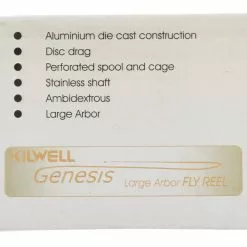 Aluminium die cast construction
Disc drag
Perforated spool and cage
Stainless shaft
Ambidextrous
Large Arbor
KILWELL
Genesis Large Arbor FLY REEL